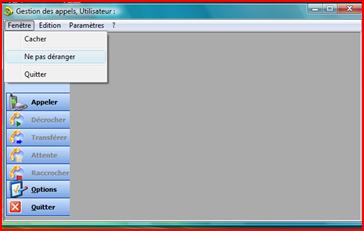 Gestion des appels, Utilisateur :
Fenêtre Edition Paramètres ?
Cacher
Ne pas déranger
Quitter
Appeler
Décrocher
Transférer
Attente
Raccrocher
Options
Quitter